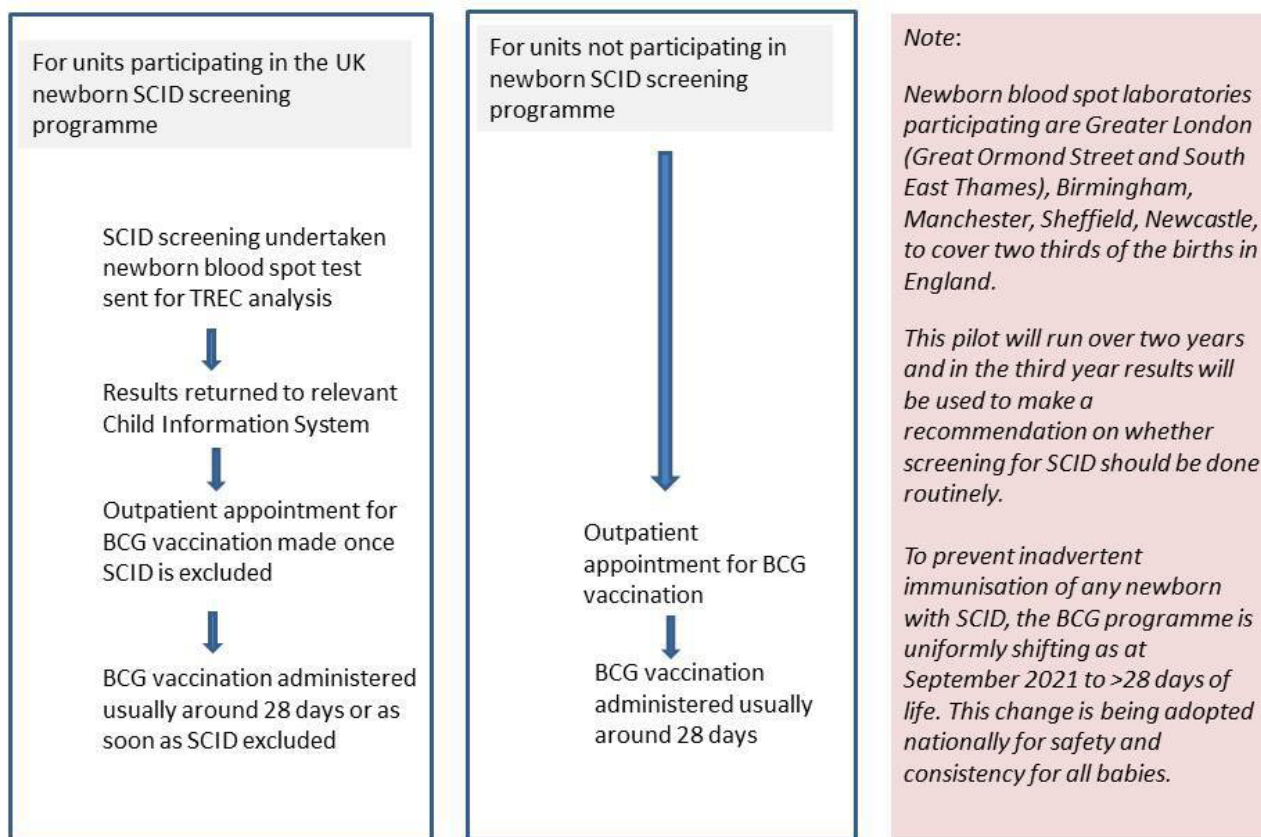 For units participating in the UK
newborn SCID screening
programme
SCID screening undertaken
newborn blood spot test
sent for TREC analysis
Results returned to relevant
Child Information System
Outpatient appointment for
BCG vaccination made once
SCID is excluded
BCG vaccination administered
usually around 28 days or as
soon as SCID excluded
For units not participating in
newborn SCID screening
programme
Outpatient
appointment for BCG
vaccination
BCG vaccination
administered usually
around 28 days
Note:
Newborn blood spot laboratories
participating are Greater London
(Great Ormond Street and South
East Thames), Birmingham,
Manchester, Sheffield, Newcastle,
to cover two thirds of the births in
England.
This pilot will run over two years
and in the third year results will
be used to make a
recommendation on whether
screening for SCID should be done
routinely.
To prevent inadvertent
immunisation of any newborn
with SCID, the BCG programme is
uniformly shifting as at
September 2021 to >28 days of
life. This change is being adopted
nationally for safety and
consistency for all babies.